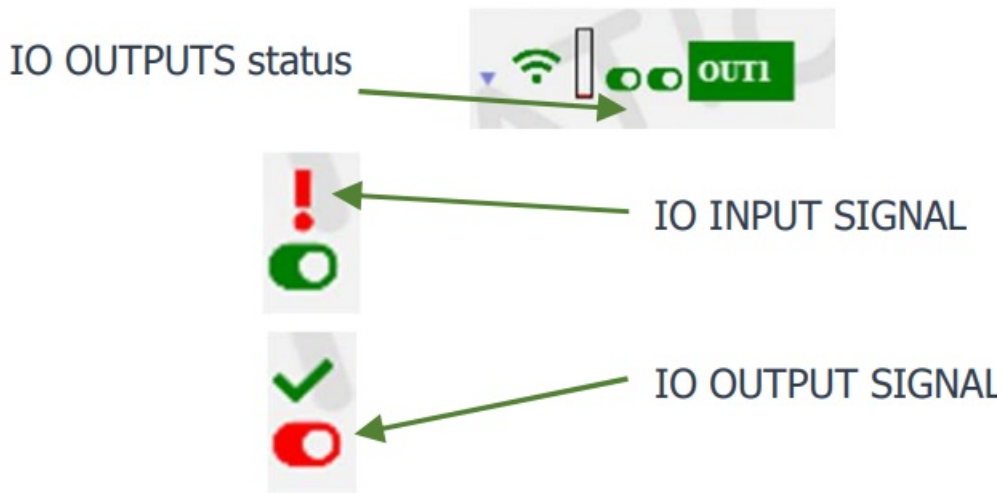 IO OUTPUTS status
OUT1
IO INPUT SIGNAL
IO OUTPUT SIGNAL